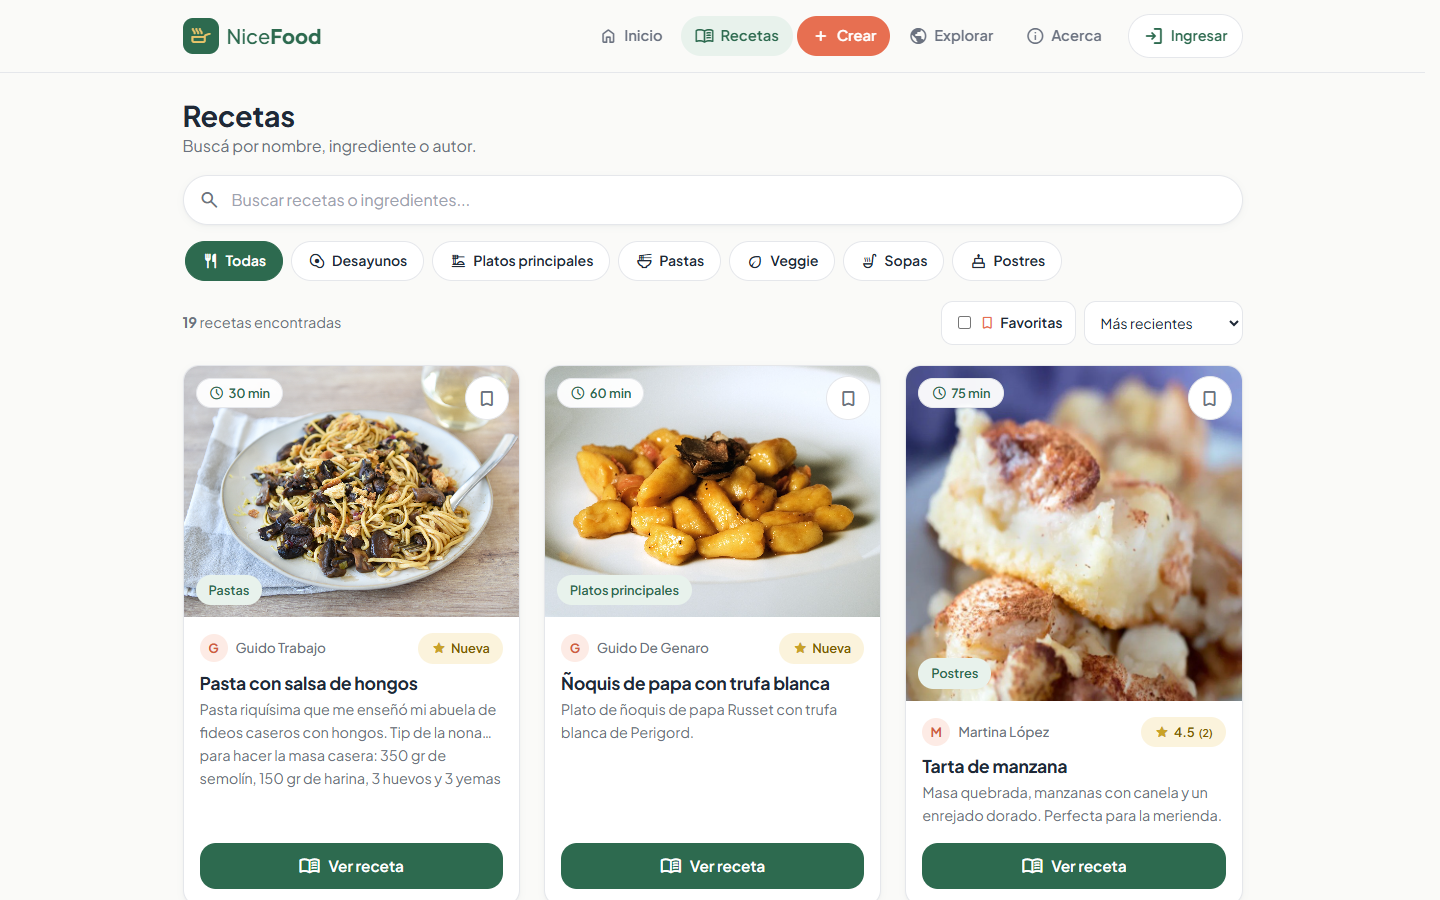 NiceFood
Inicio
Recetas
Crear
Explorar
Acerca
Ingresar
Recetas
Buscá por nombre, ingrediente o autor.
Buscar recetas o ingredientes...
Todas
Desayunos
Platos principales
Pastas
Veggie
Sopas
Postres
19 recetas encontradas
Favoritas
Más recientes
30 min
Pastas
Guido Trabajo
Nueva
Pasta con salsa de hongos
Pasta riquísima que me enseñó mi abuela de
fideos caseros con hongos. Tip de la nona...
para hacer la masa casera: 350 gr de
semolín, 150 gr de harina, 3 huevos y 3 yemas
Ver receta
60 min
Platos principales
Guido De Genaro
Nueva
Ñoquis de papa con trufa blanca
Plato de ñoquis de papa Russet con trufa
blanca de Perigord.
Ver receta
75 min
Postres
Martina López
4.5 (2)
Tarta de manzana
Masa quebrada, manzanas con canela y un
enrejado dorado. Perfecta para la merienda.
Ver receta